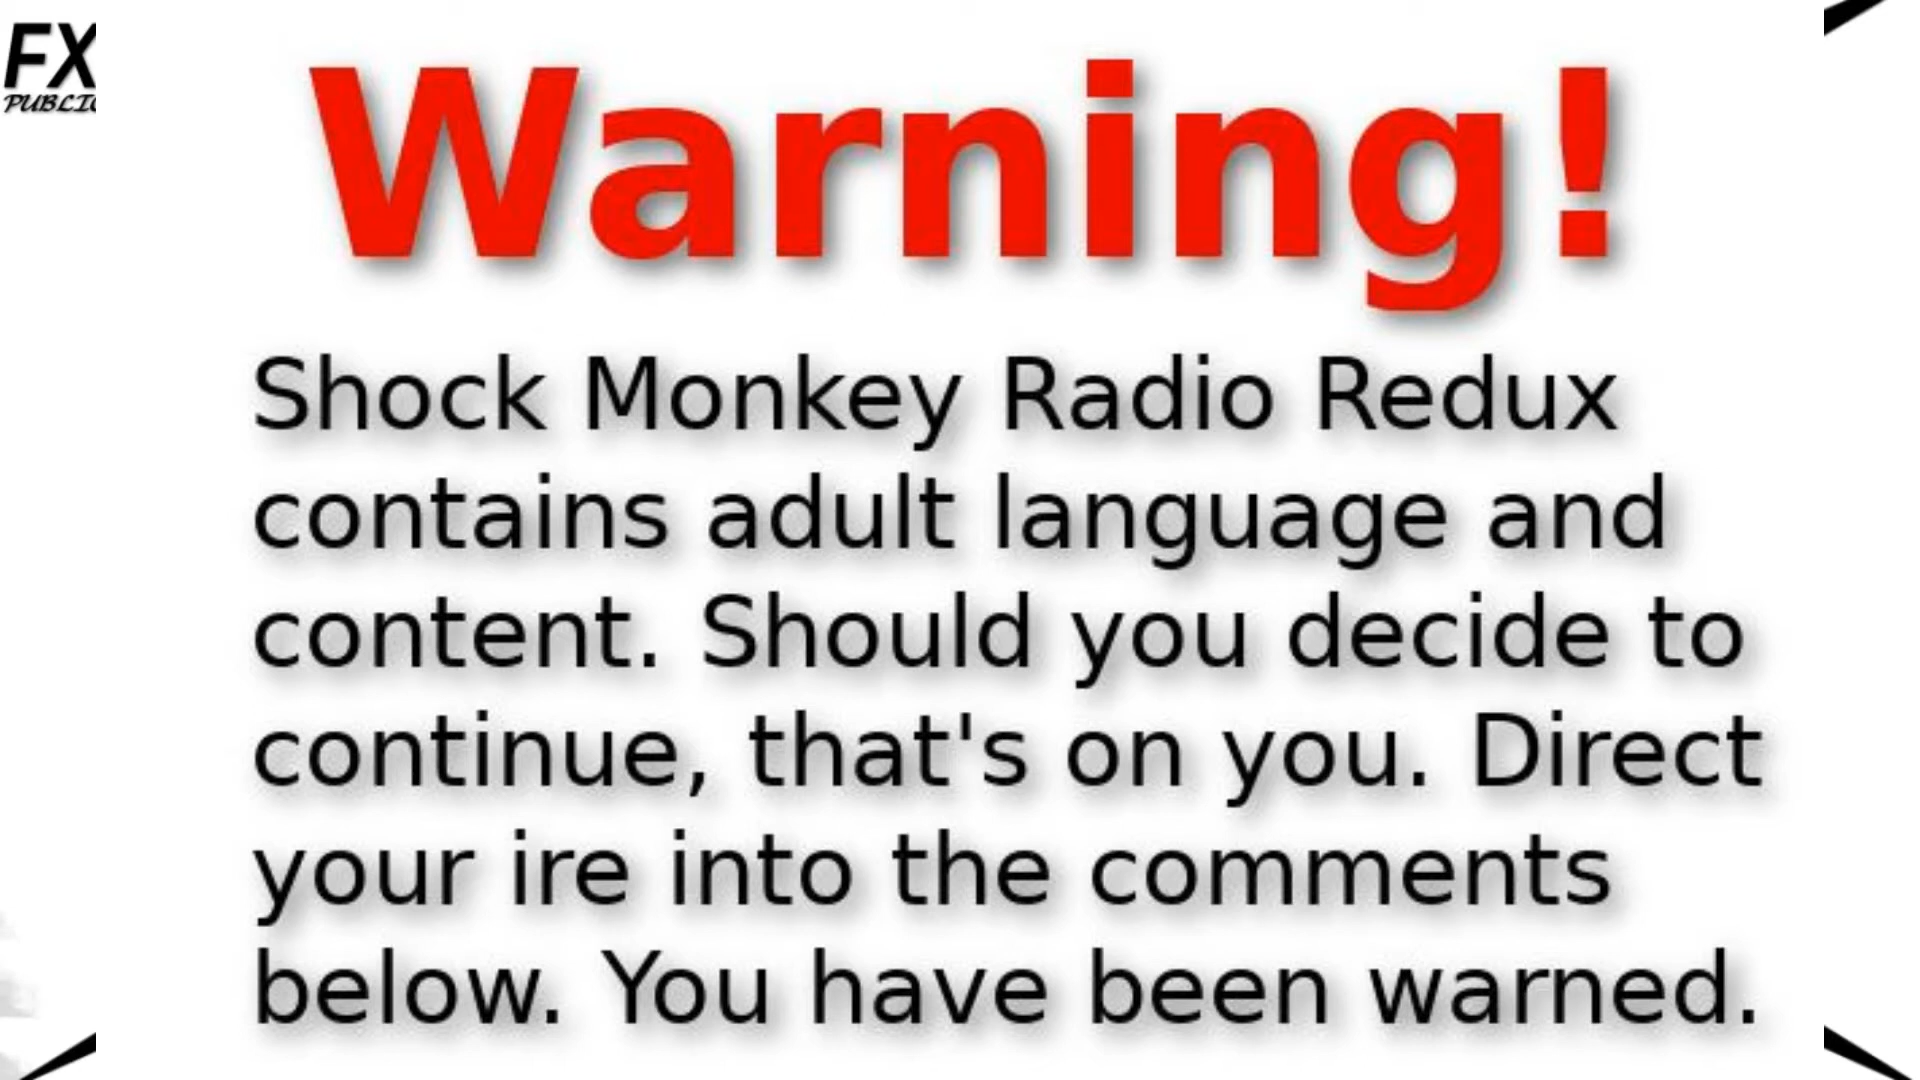 FX
Warning!
Shock Monkey Radio Redux
contains adult language and
content. Should you decide to
continue, that's on you. Direct
your ire into the comments
below. You have been warned.